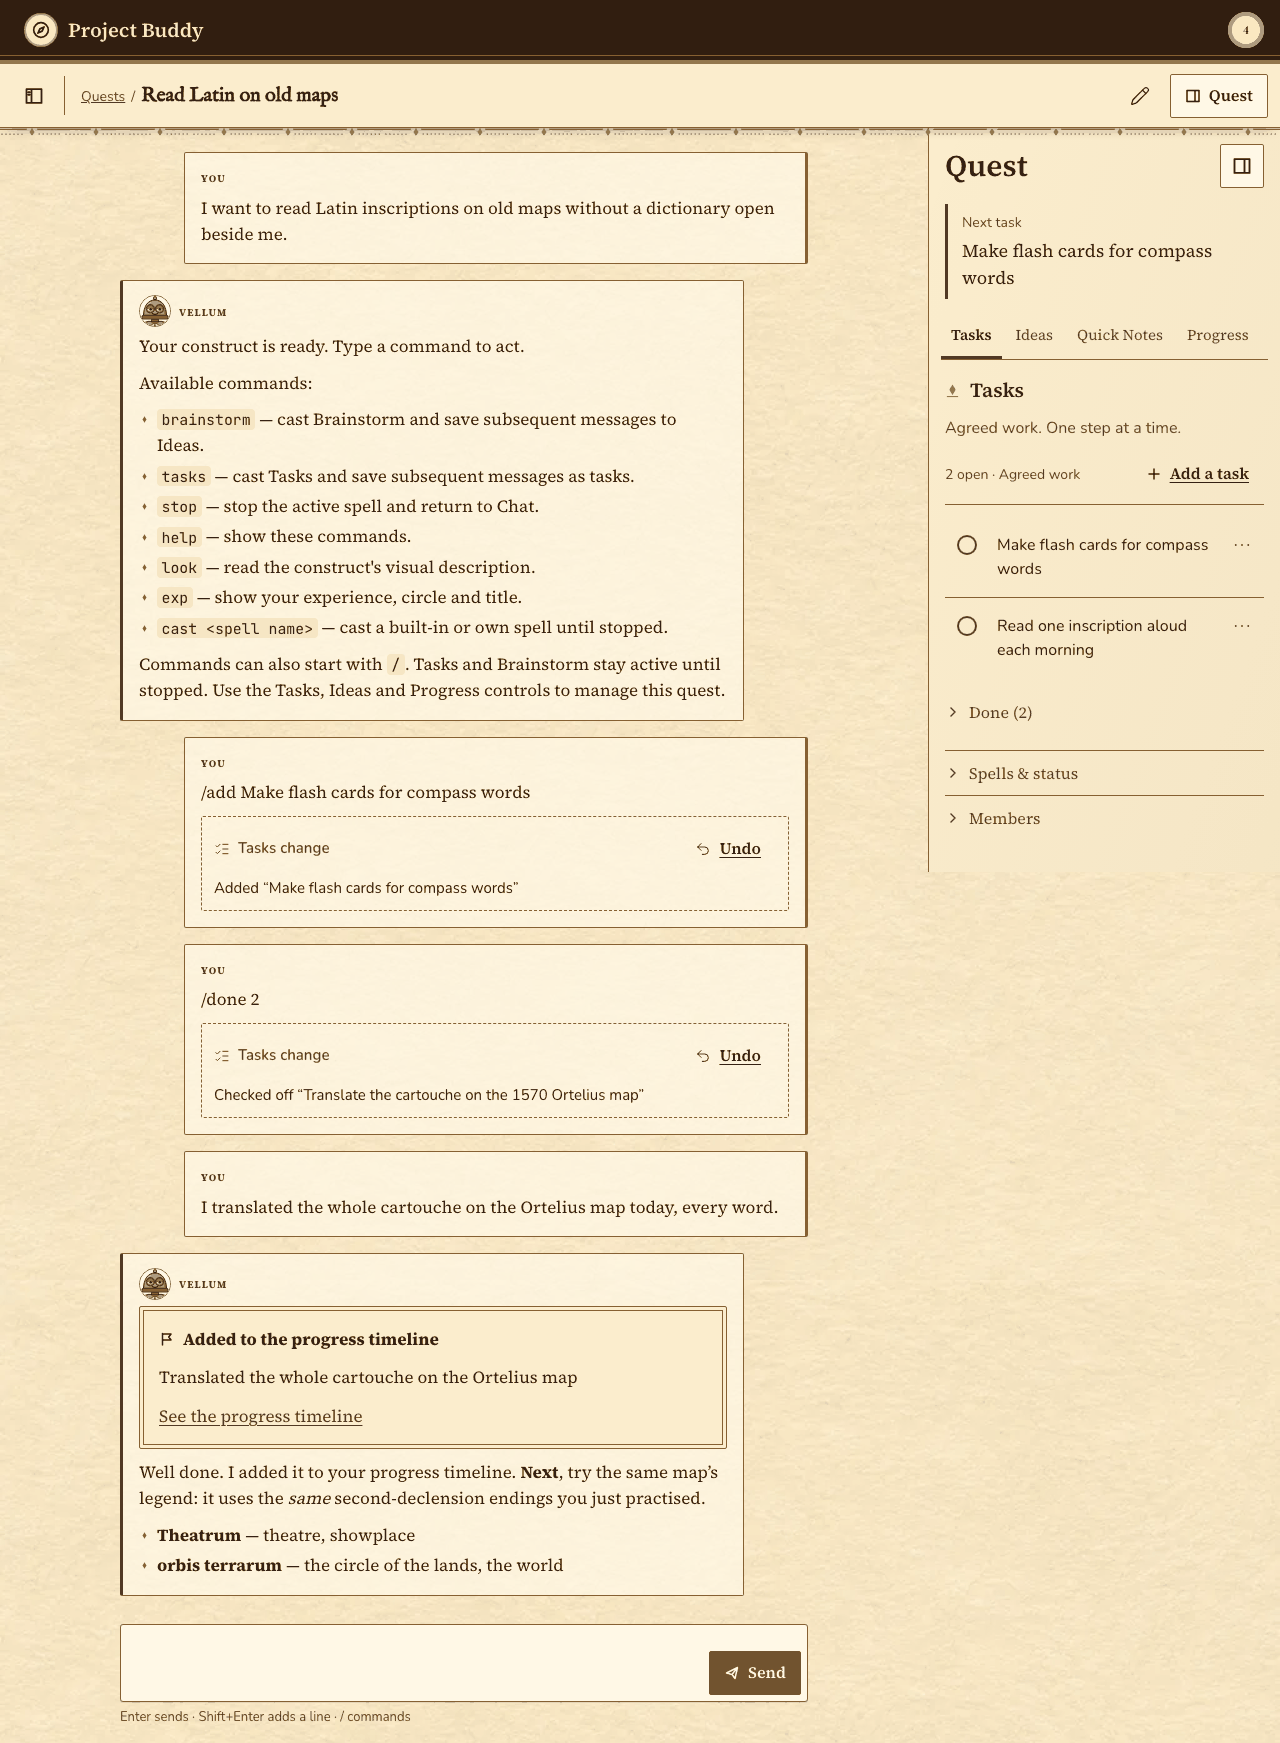 Project Buddy
4
Quests / Read Latin on old maps
Quest
YOU
I want to read Latin inscriptions on old maps without a dictionary open
beside me.
VELLUM
Your construct is ready. Type a command to act.
Available commands:
brainstorm — cast Brainstorm and save subsequent messages to
Ideas.
tasks — cast Tasks and save subsequent messages as tasks.
stop — stop the active spell and return to Chat.
help — show these commands.
look — read the construct's visual description.
exp — show your experience, circle and title.
cast <spell name> — cast a built-in or own spell until stopped.
Commands can also start with /. Tasks and Brainstorm stay active until
stopped. Use the Tasks, Ideas and Progress controls to manage this quest.
YOU
/add Make flash cards for compass words
Tasks change
Undo
Added “Make flash cards for compass words”
YOU
/done 2
Tasks change
Undo
Checked off “Translate the cartouche on the 1570 Ortelius map”
YOU
I translated the whole cartouche on the Ortelius map today, every word.
VELLUM
Added to the progress timeline
Translated the whole cartouche on the Ortelius map
See the progress timeline
Well done. I added it to your progress timeline. Next, try the same map’s
legend: it uses the same second-declension endings you just practised.
Theatrum — theatre, showplace
orbis terrarum — the circle of the lands, the world
Send
Enter sends · Shift+Enter adds a line · / commands
Quest
Next task
Make flash cards for compass
words
Tasks Ideas Quick Notes Progress
Tasks
Agreed work. One step at a time.
2 open · Agreed work
Add a task
Make flash cards for compass
words
Read one inscription aloud
each morning
Done (2)
Spells & status
Members